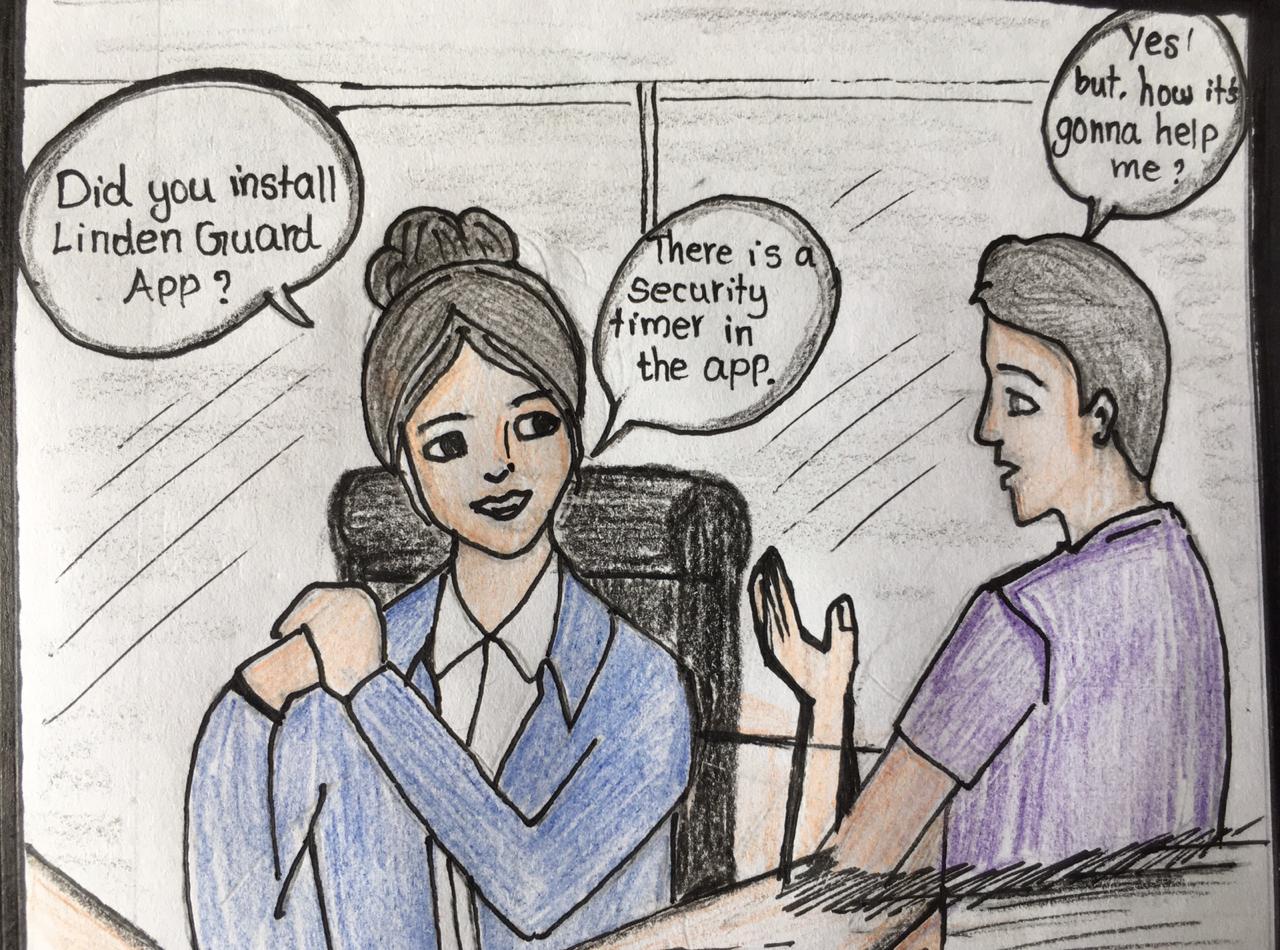 Did you install
Linden Guard
App?
Yes!
but. how it's
gonna help
me?
There is a
security
timer in
the app.